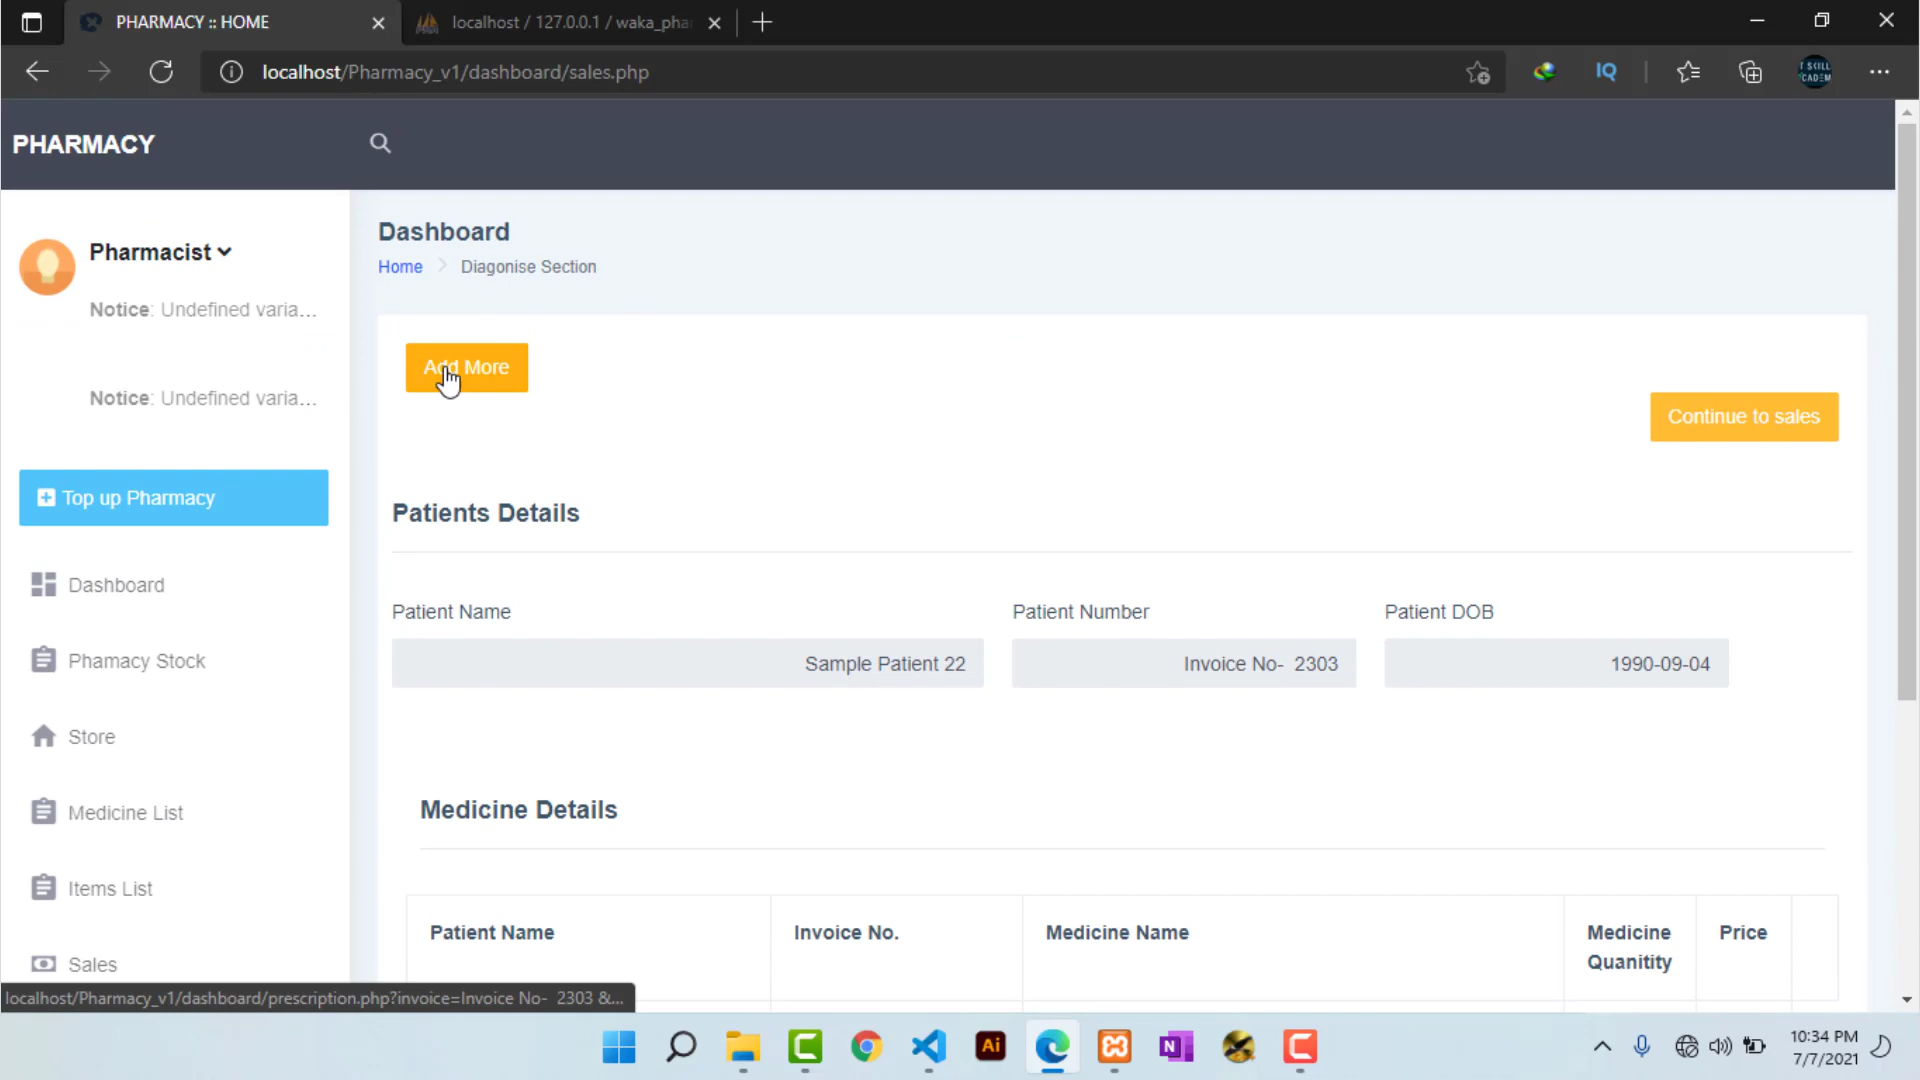 PHARMACY :: HOME
localhost / 127.0.0.1 / waka_phar
localhost/Pharmacy_v1/dashboard/sales.php
IQ
T SKILL
CADEM
PHARMACY
Pharmacist
Notice: Undefined varia...
Notice: Undefined varia...
Top up Pharmacy
Dashboard
Phamacy Stock
Store
Medicine List
Items List
Sales
Dashboard
Home
Diagonise Section
Add More
Continue to sales
Patients Details
Patient Name
Patient Number
Patient DOB
Sample Patient 22
Invoice No- 2303
1990-09-04
Medicine Details
Patient Name
Invoice No.
Medicine Name
Medicine
Quanitity
Price
localhost/Pharmacy_v1/dashboard/prescription.php?invoice=Invoice No- 2303 &...
Ai
N
10:34 PM
7/7/2021